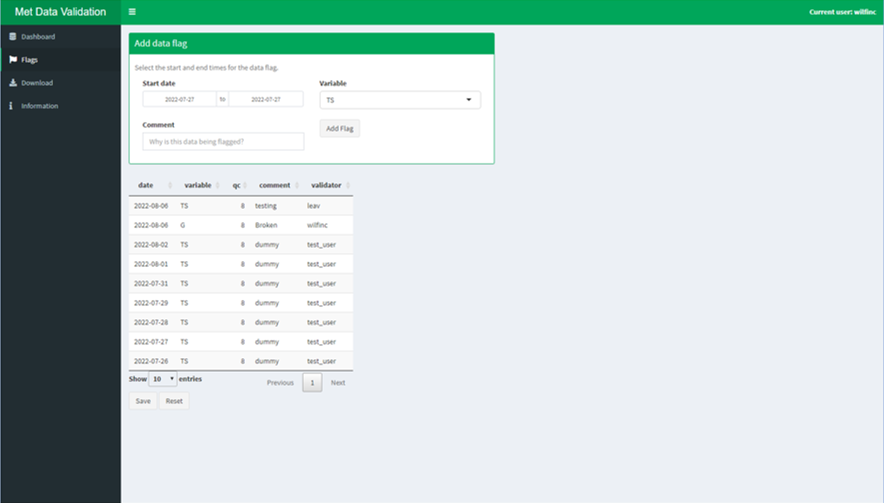 Met Data Validation
Current user: wilfinc
Dashboard
Flags
Download
Information
Add data flag
Select the start and end times for the data flag.
Start date
Variable
2022-07-27 to 2022-07-27
TS
Comment
Why is this data being flagged?
Add Flag
date variable qc comment validator
2022-08-06 TS 8 testing leav
2022-08-06 G 8 Broken wilfinc
2022-08-02 TS 8 dummy test_user
2022-08-01 TS 8 dummy test_user
2022-07-31 TS 8 dummy test_user
2022-07-29 TS 8 dummy test_user
2022-07-28 TS 8 dummy test_user
2022-07-27 TS 8 dummy test_user
2022-07-26 TS 8 dummy test_user
Show 10 entries
Previous 1 Next
Save Reset